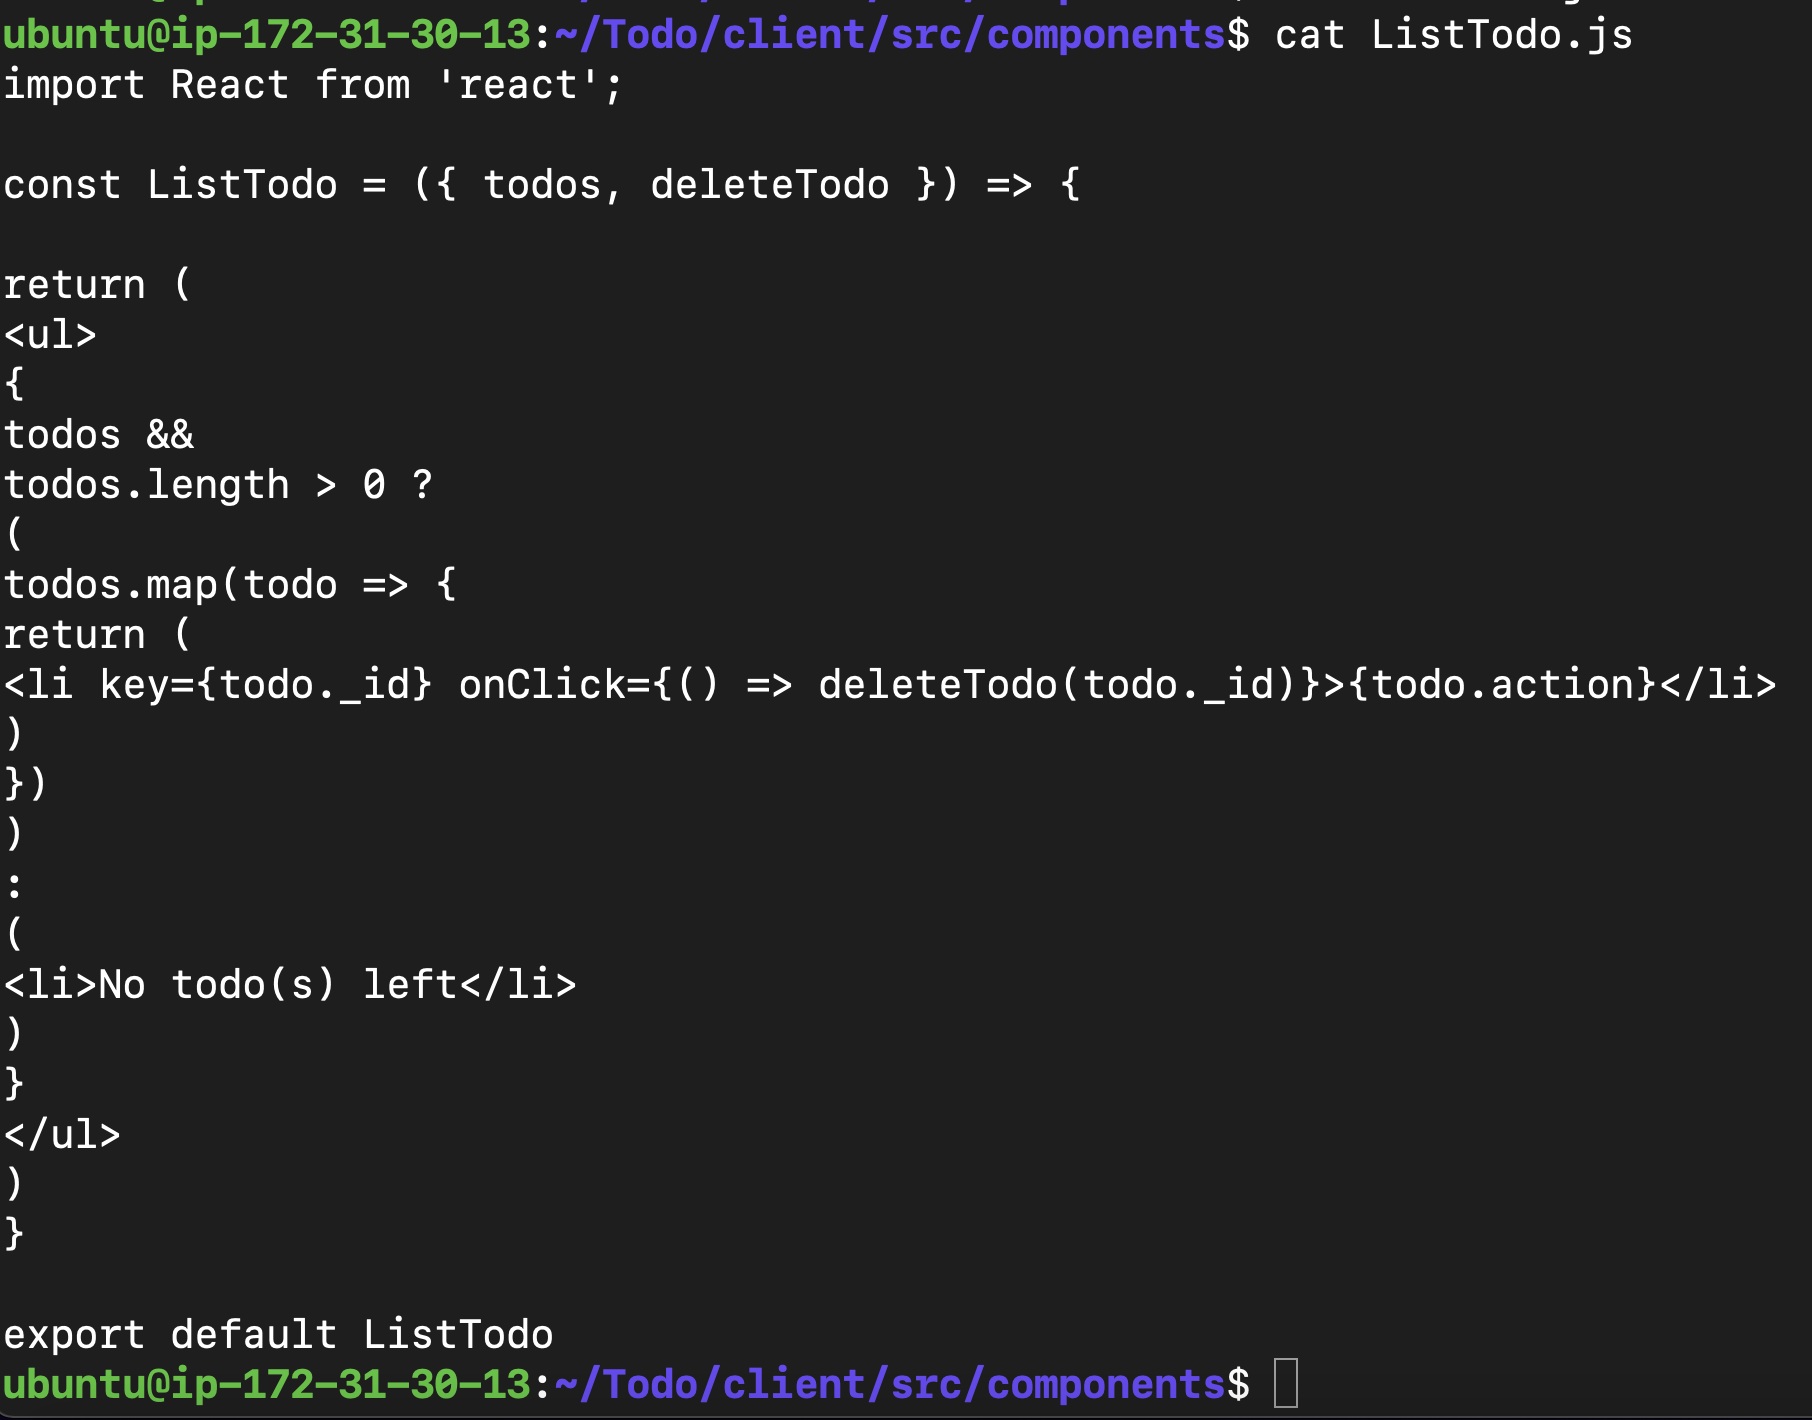 ubuntu@ip-172-31-30-13:~/Todo/client/src/components$ cat ListTodo.js
import React from 'react';
const ListTodo = ({ todos, deleteTodo }) => {
return (
<ul>
{
todos &&
todos.length > 0 ?
(
todos.map(todo => {
return (
<li key={todo._id} onClick={() => deleteTodo(todo._id)}>{todo.action}</li>
)
})
)
:
(
<li>No todo(s) left</li>
)
}
</ul>
)
}
export default ListTodo
ubuntu@ip-172-31-30-13:~/Todo/client/src/components$